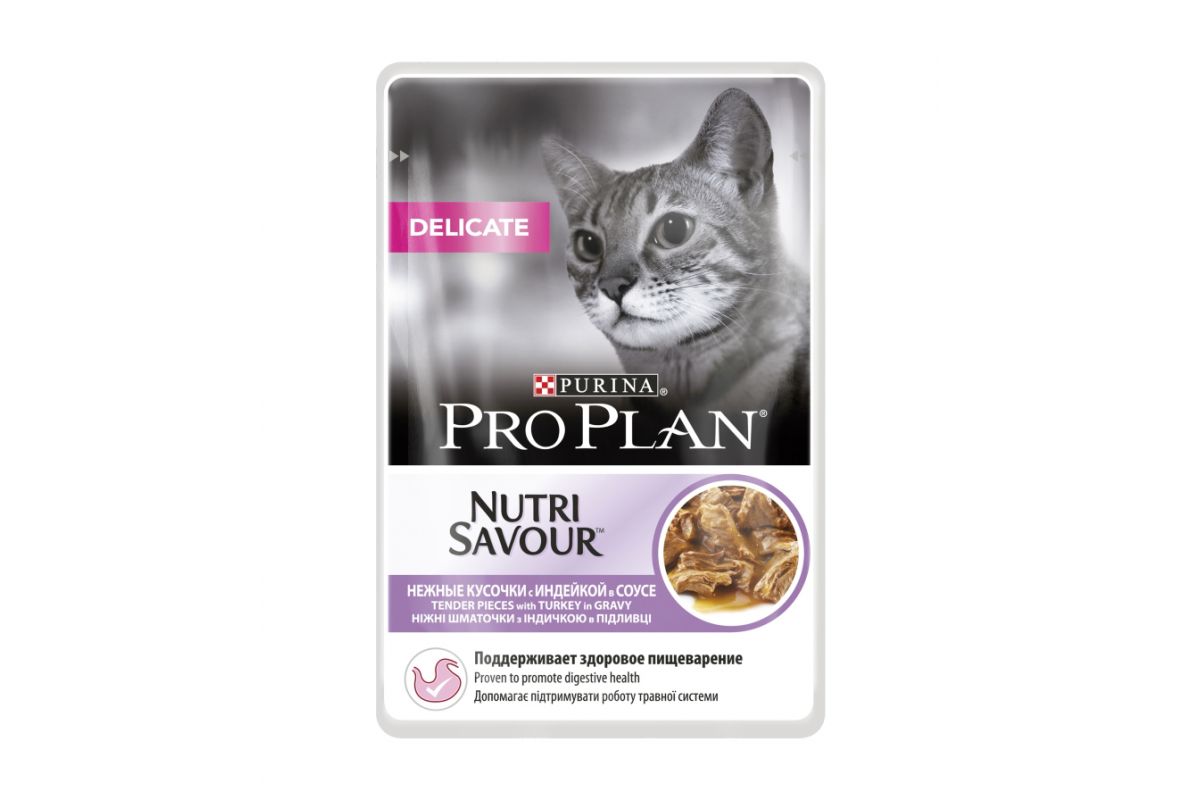 DELICATE
PURINA®
PRO PLAN®
NUTRI
SAVOUR™
НЕЖНЫЕ КУСОЧКИ с ИНДЕЙКОЙ в СОУСЕ
TENDER PIECES with TURKEY in GRAVY
НІЖНІ ШМАТОЧКИ з ІНДИЧКОЮ в ПІДЛИВЦІ
Поддерживает здоровое пищеварение
Proven to promote digestive health
Допомагає підтримувати роботу травної системи